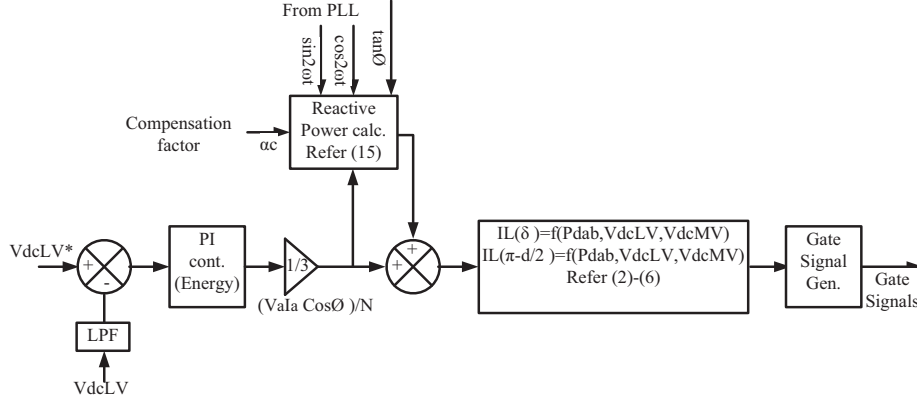 From PLL
sin2ωt
cos2ωt
tanØ
Reactive
Power calc.
Refer (15)
Compensation
factor
αc
VdcLV*
+
-
PI
cont.
(Energy)
1/3
(VaIa CosØ )/N
+
+
IL(δ )=f(Pdab,VdcLV,VdcMV)
IL(π-d/2 )=f(Pdab,VdcLV,VdcMV)
Refer (2)-(6)
Gate
Signal
Gen.
Gate
Signals
LPF
VdcLV